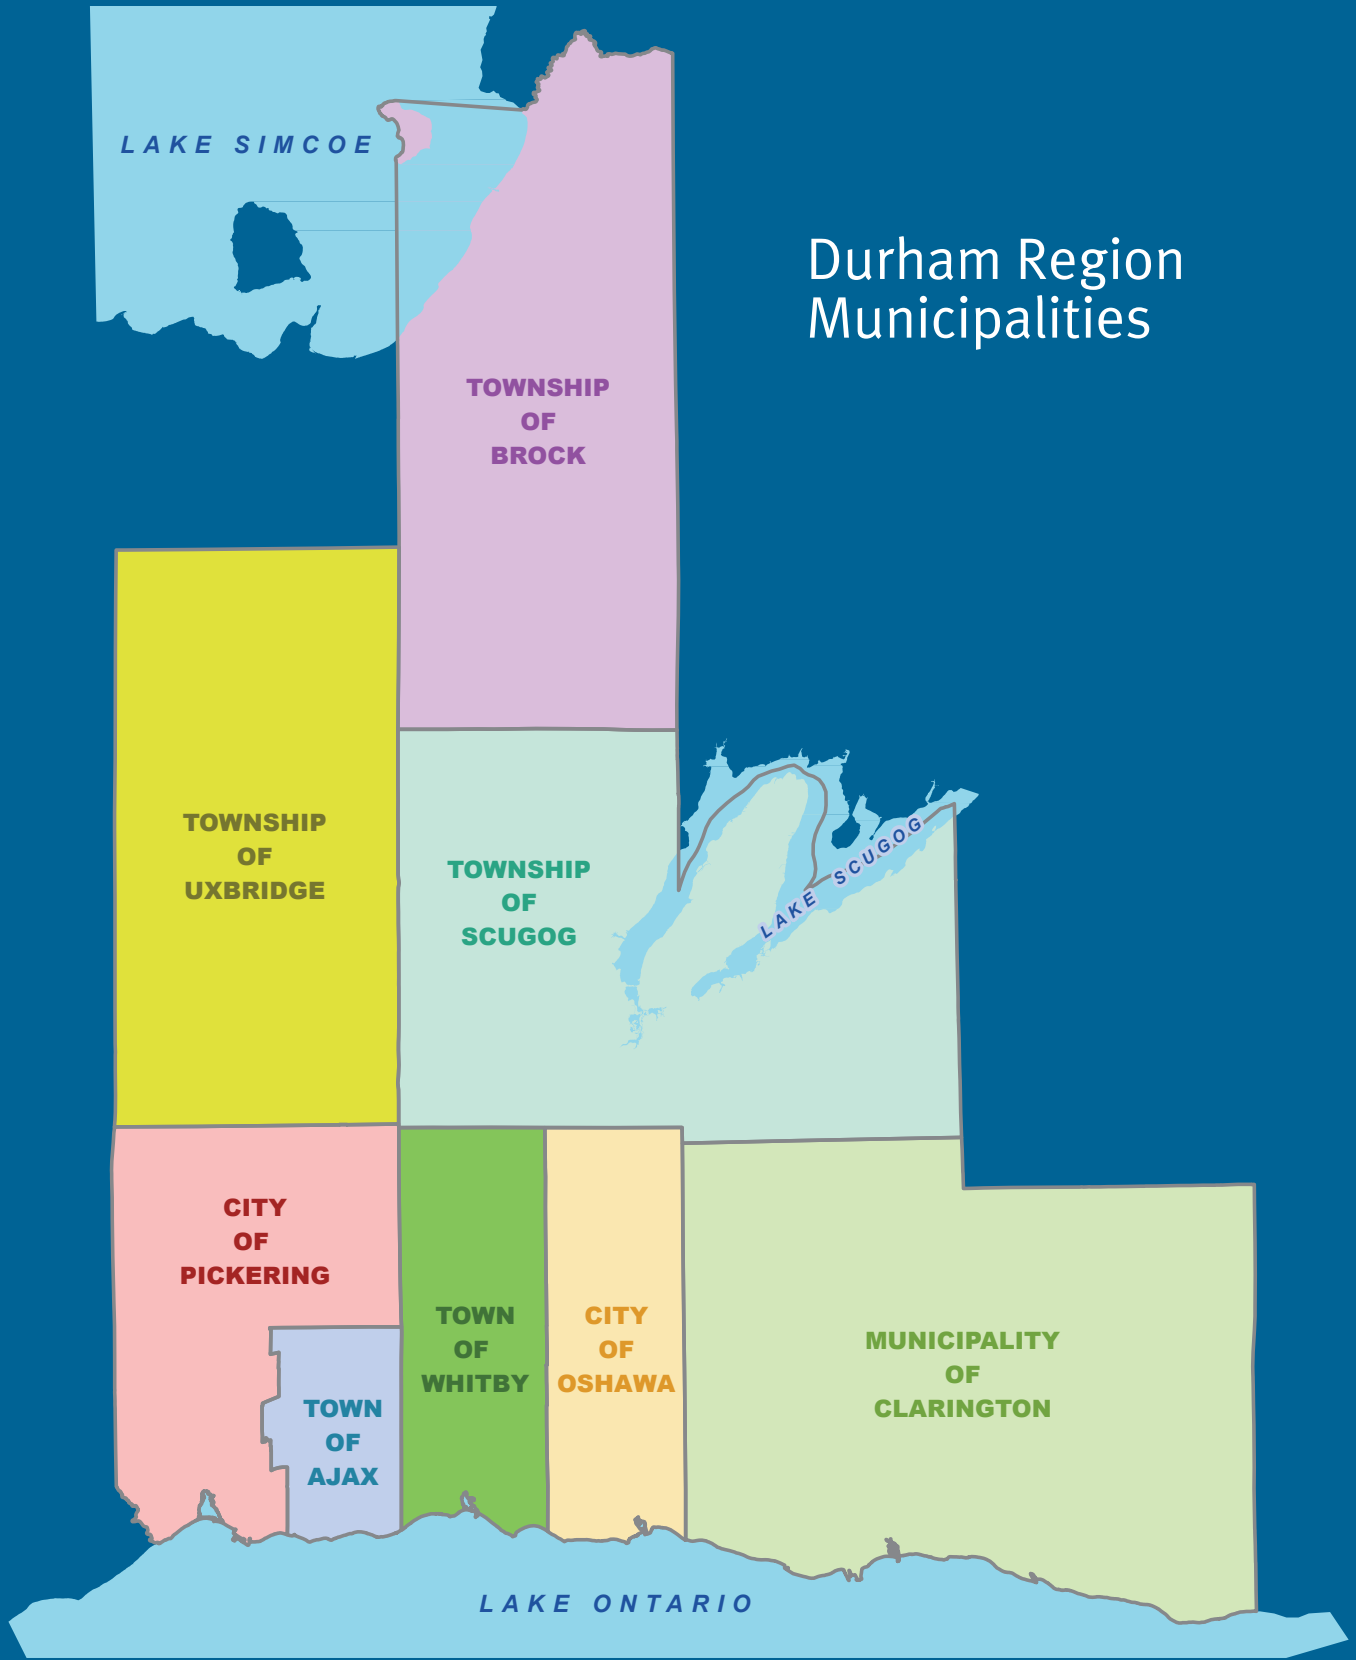 LAKE SIMCOE
Durham Region
Municipalities
TOWNSHIP
OF
BROCK
TOWNSHIP
OF
UXBRIDGE
TOWNSHIP
OF
SCUGOG
LAKE SCUGOG
CITY
OF
PICKERING
TOWN
OF
AJAX
TOWN
OF
WHITBY
CITY
OF
OSHAWA
MUNICIPALITY
OF
CLARINGTON
LAKE ONTARIO